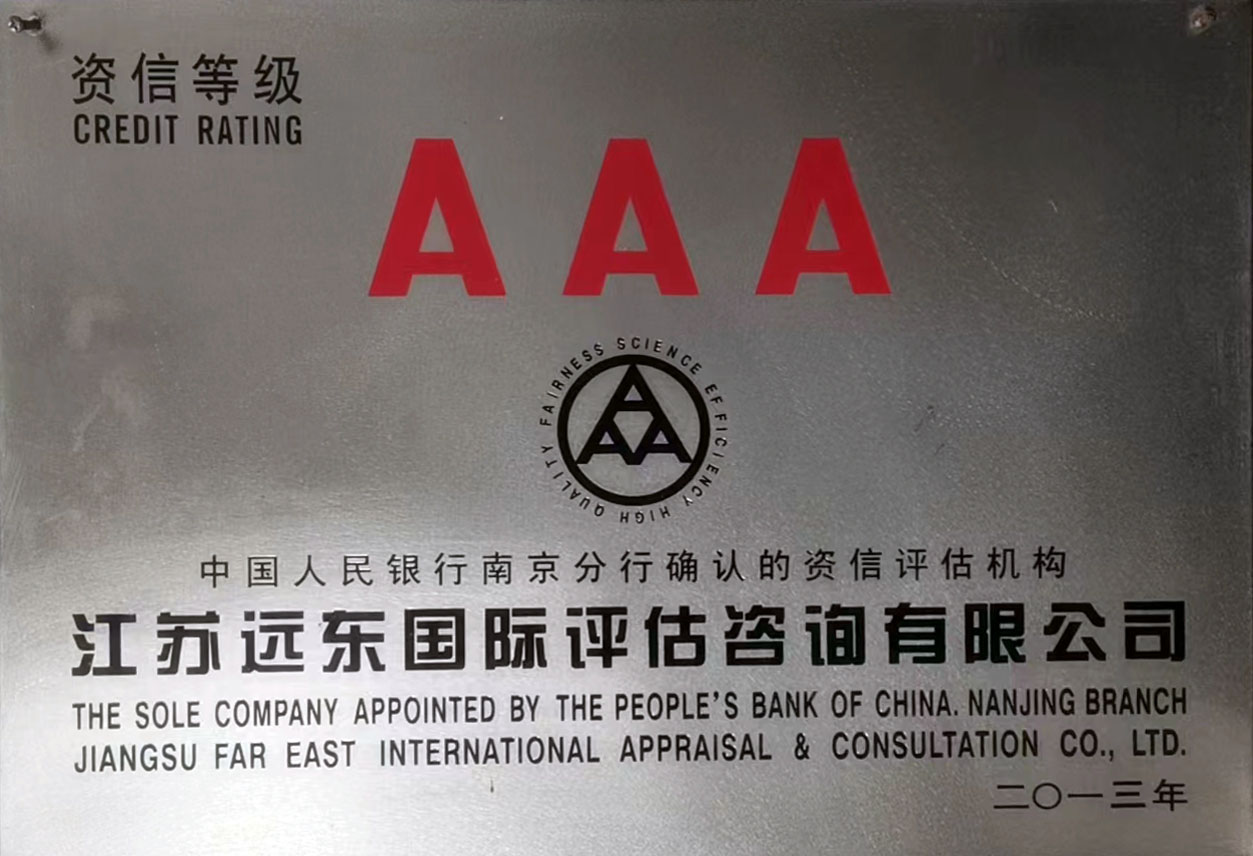 资信等级
CREDIT RATING
A A A
FAIRNESS SCIENCE EFFICIENCY HIGH QUALITY
AAA
中国人民银行南京分行确认的资信评估机构
江苏远东国际评估咨询有限公司
THE SOLE COMPANY APPOINTED BY THE PEOPLE'S BANK OF CHINA. NANJING BRANCH
JIANGSU FAR EAST INTERNATIONAL APPRAISAL & CONSULTATION CO., LTD.
二〇一三年